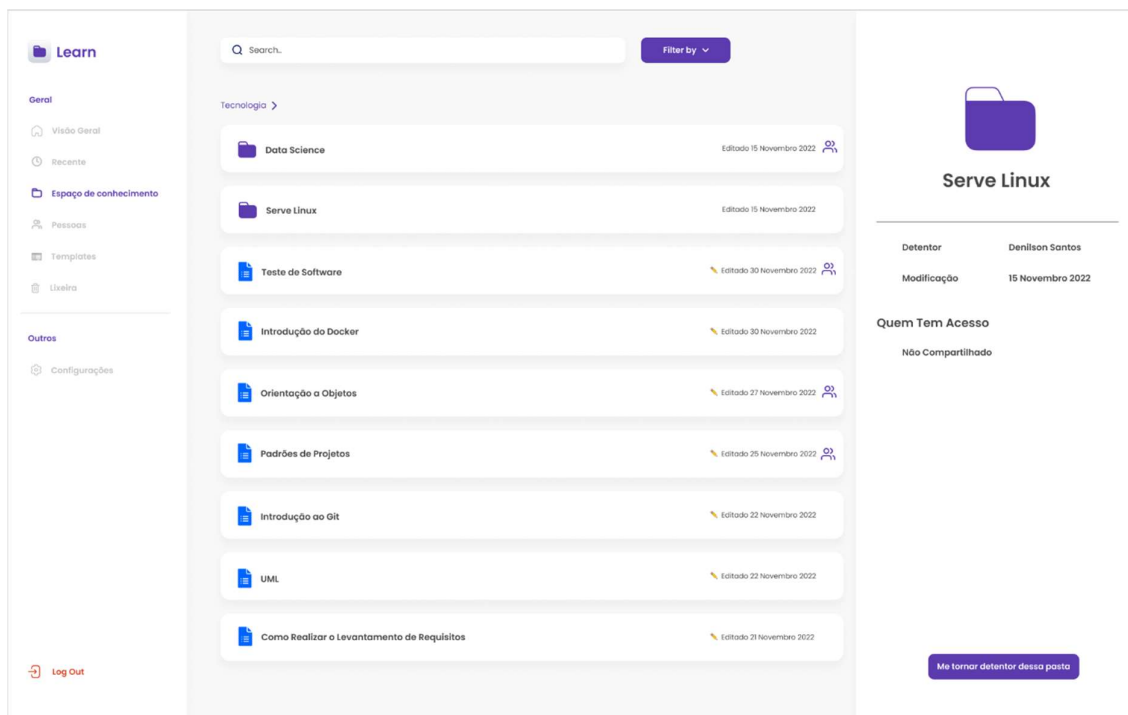 Learn
Geral
Visão Geral
Recente
Espaço de conhecimento
Pessoas
Templates
Lixeira
Outros
Configurações
Log Out
Search..
Filter by
Tecnologia
Data Science
Editado 15 Novembro 2022
Serve Linux
Editado 15 Novembro 2022
Teste de Software
Editado 30 Novembro 2022
Introdução do Docker
Editado 30 Novembro 2022
Orientação a Objetos
Editado 27 Novembro 2022
Padrões de Projetos
Editado 25 Novembro 2022
Introdução ao Git
Editado 22 Novembro 2022
UML
Editado 22 Novembro 2022
Como Realizar o Levantamento de Requisitos
Editado 21 Novembro 2022
Serve Linux
Detentor Denilson Santos
Modificação 15 Novembro 2022
Quem Tem Acesso
Não Compartilhado
Me tornar detentor dessa pasta